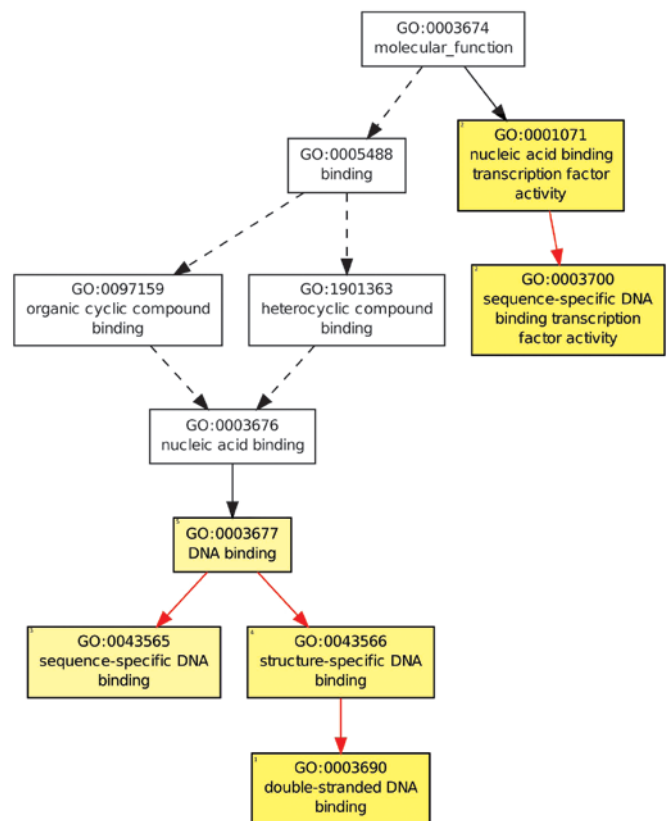 GO:0003674
molecular_function
GO:0005488
binding
GO:0001071
nucleic acid binding
transcription factor
activity
GO:0097159
organic cyclic compound
binding
GO:1901363
heterocyclic compound
binding
GO:0003700
sequence-specific DNA
binding transcription
factor activity
GO:0003676
nucleic acid binding
5
GO:0003677
DNA binding
GO:0043565
sequence-specific DNA
binding
GO:0043566
structure-specific DNA
binding
GO:0003690
double-stranded DNA
binding